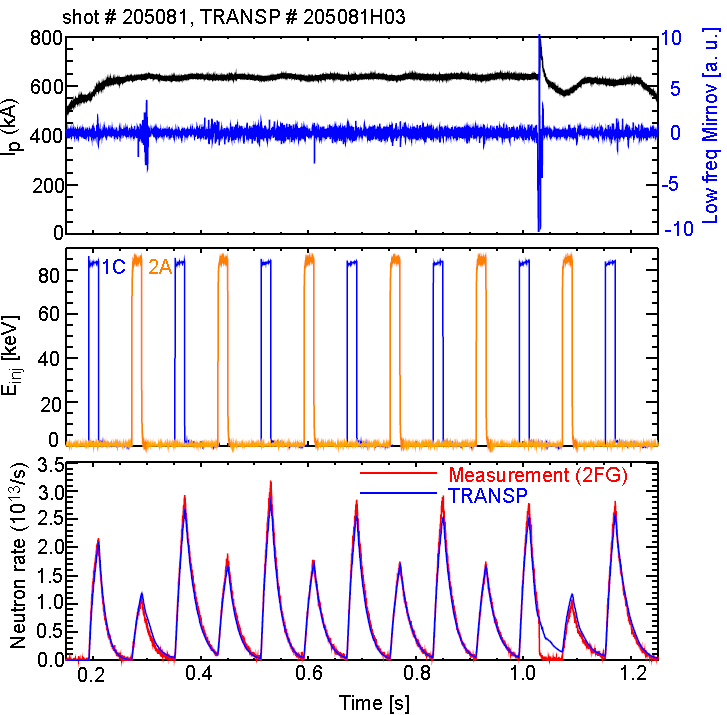 shot # 205081, TRANSP # 205081H03
800
600
400
200
0
Ip (kA)
10
5
0
-5
-10
Low freq Mirnov [a. u.]
1C 2A
80
60
40
20
0
Einj [keV]
Measurement (2FG)
TRANSP
3.5
3.0
2.5
2.0
1.5
1.0
0.5
0.0
Neutron rate (10¹³/s)
0.2 0.4 0.6 0.8 1.0 1.2
Time [s]